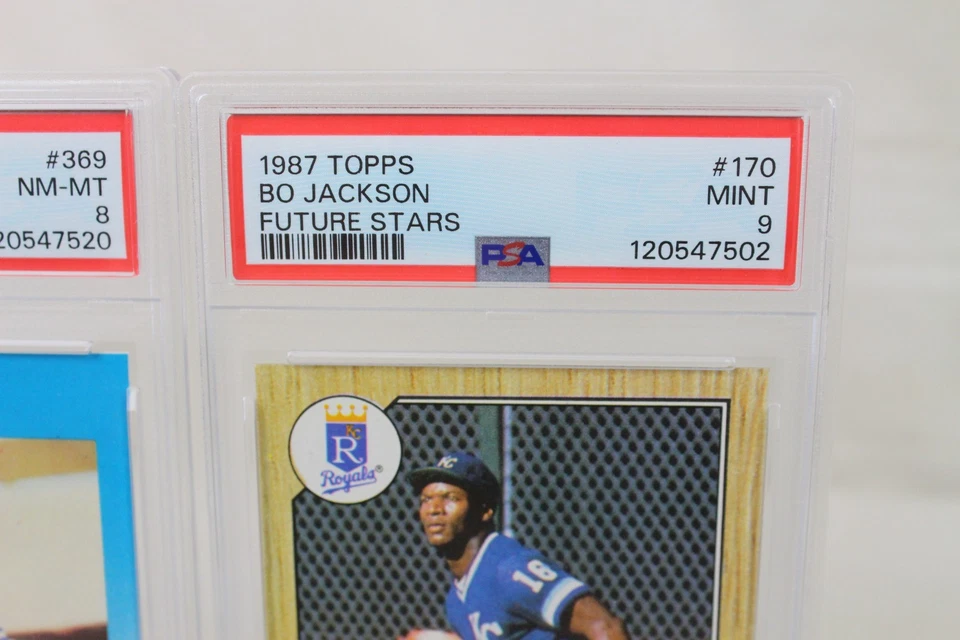 #369
NM-MT
8
20547520
1987 TOPPS #170
BO JACKSON MINT
FUTURE STARS 9
PSA 120547502
KC
R
Royals®
KC
16
KC